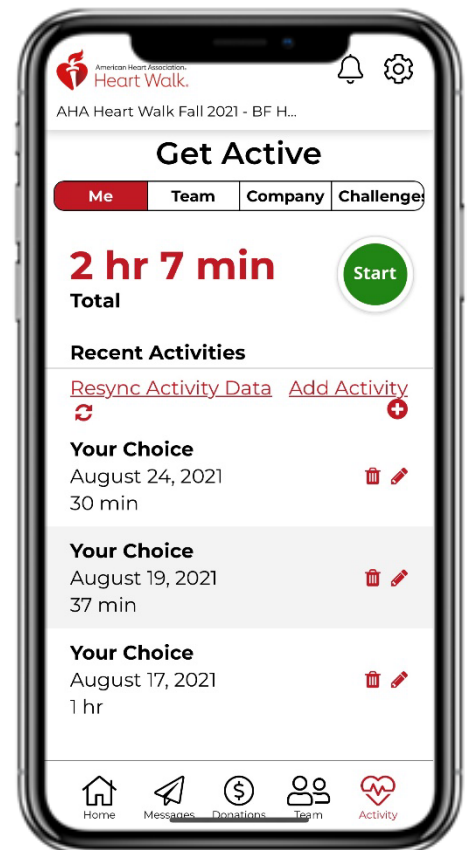 American Heart Association.
Heart Walk.
AHA Heart Walk Fall 2021 - BF H...
Get Active
Me Team Company Challenges
2 hr 7 min
Start
Total
Recent Activities
Resync Activity Data Add Activity
Your Choice
August 24, 2021
30 min
Your Choice
August 19, 2021
37 min
Your Choice
August 17, 2021
1 hr
Home Messages Donations Team Activity